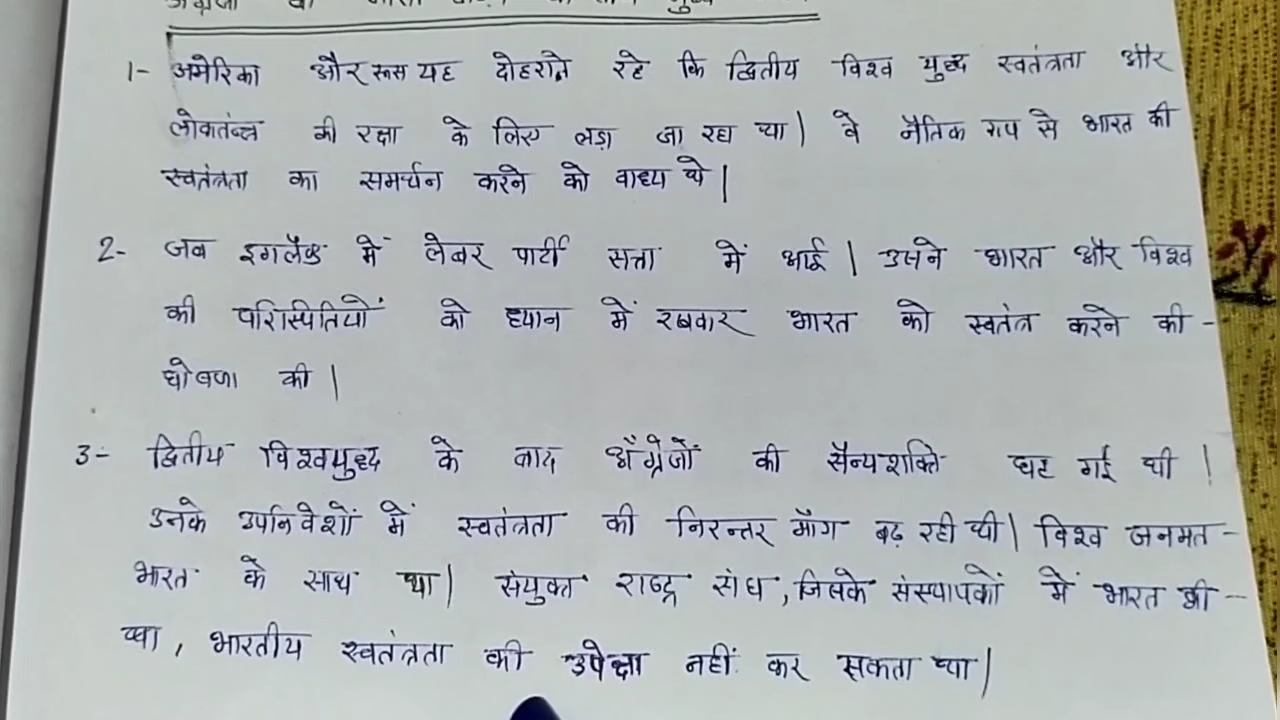 1- अमेरिका और रूस यह दोहराते रहे कि द्वितीय विश्व युद्ध स्वतंत्रता और
लोकतंत्र की रक्षा के लिए लड़ा जा रहा था। वे नैतिक रूप से भारत की
स्वतंत्रता का समर्थन करने को बाध्य थे।
2- जब इग्लैंड में लेबर पार्टी सत्ता में आई। उसने भारत और विश्व
की परिस्थितियों को ध्यान में रखकर भारत को स्वतंत्र करने की -
घोषणा की।
3- द्वितीय विश्वयुद्ध के बाद अँग्रेजों की सैन्यशक्ति घट गई थी।
उनके उपनिवेशों में स्वतंत्रता की निरन्तर माँग बढ़ रही थी। विश्व जनमत -
भारत के साथ था। संयुक्त राष्ट्र संघ, जिसके संस्थापकों में भारत भी -
था, भारतीय स्वतंत्रता की उपेक्षा नहीं कर सकता था।